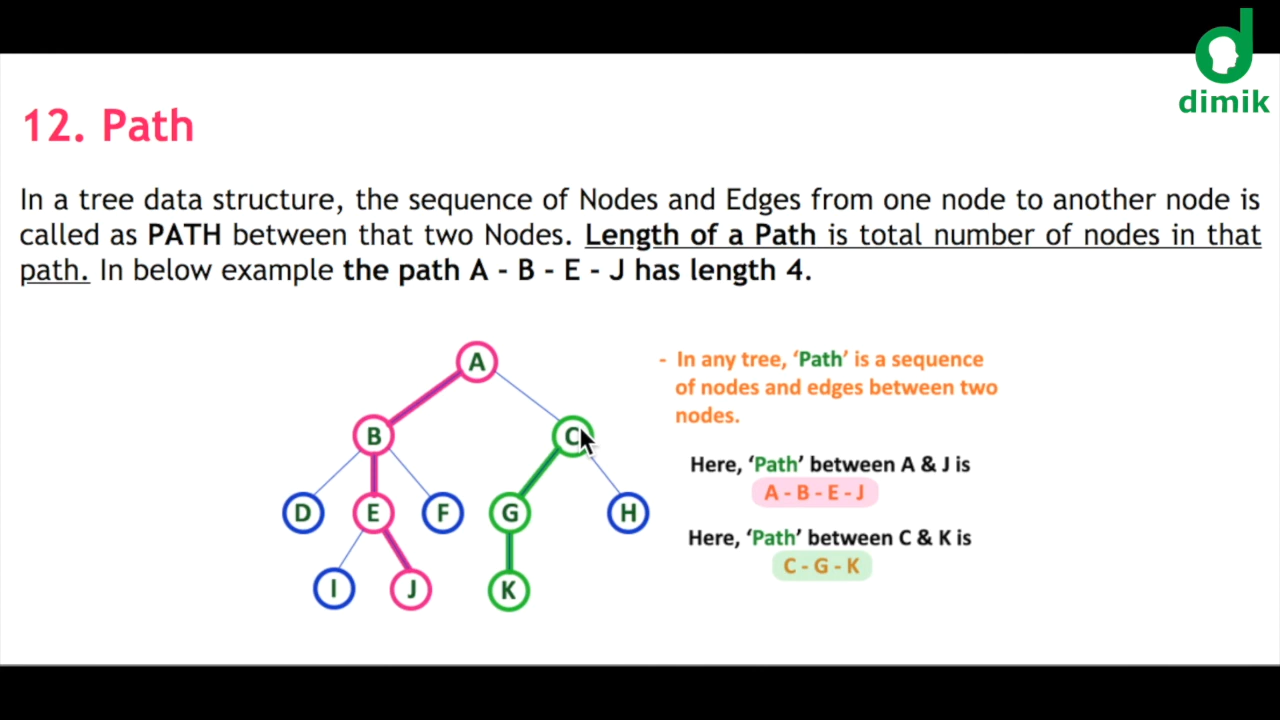 dimik
12. Path
In a tree data structure, the sequence of Nodes and Edges from one node to another node is
called as PATH between that two Nodes. Length of a Path is total number of nodes in that
path. In below example the path A - B - E - J has length 4.
A
B
C
D
E
F
G
H
I
J
K
- In any tree, ‘Path’ is a sequence
of nodes and edges between two
nodes.
Here, ‘Path’ between A & J is
A - B - E - J
Here, ‘Path’ between C & K is
C - G - K